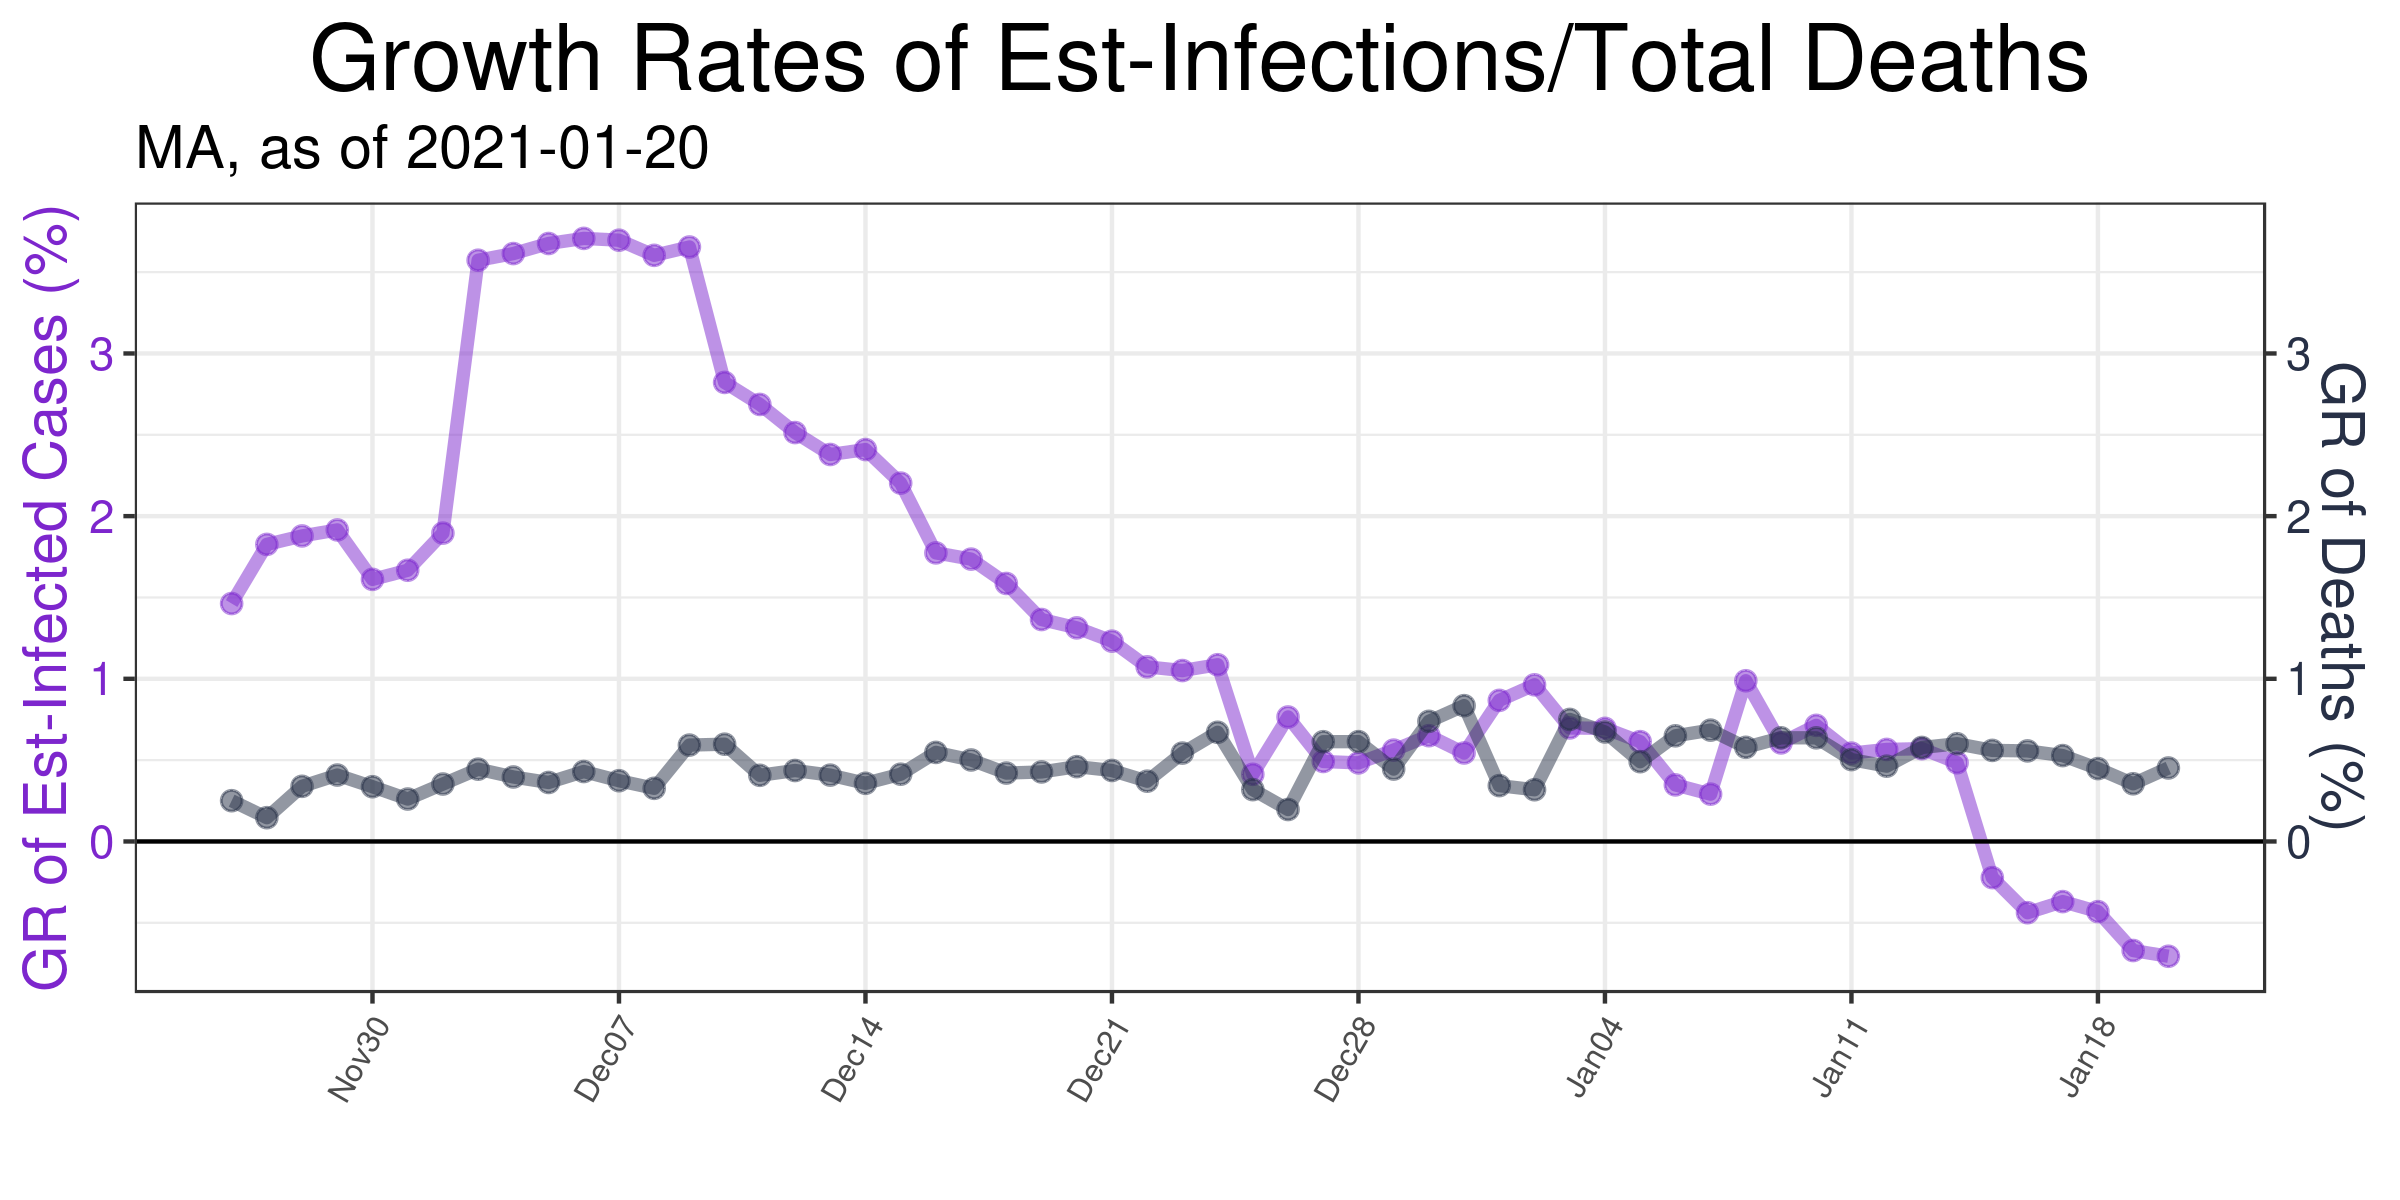 Growth Rates of Est-Infections/Total Deaths
MA, as of 2021-01-20
GR of Est-Infected Cases (%)
3
2
1
0
3
2
1
0
GR of Deaths (%)
Nov30
Dec07
Dec14
Dec21
Dec28
Jan04
Jan11
Jan18